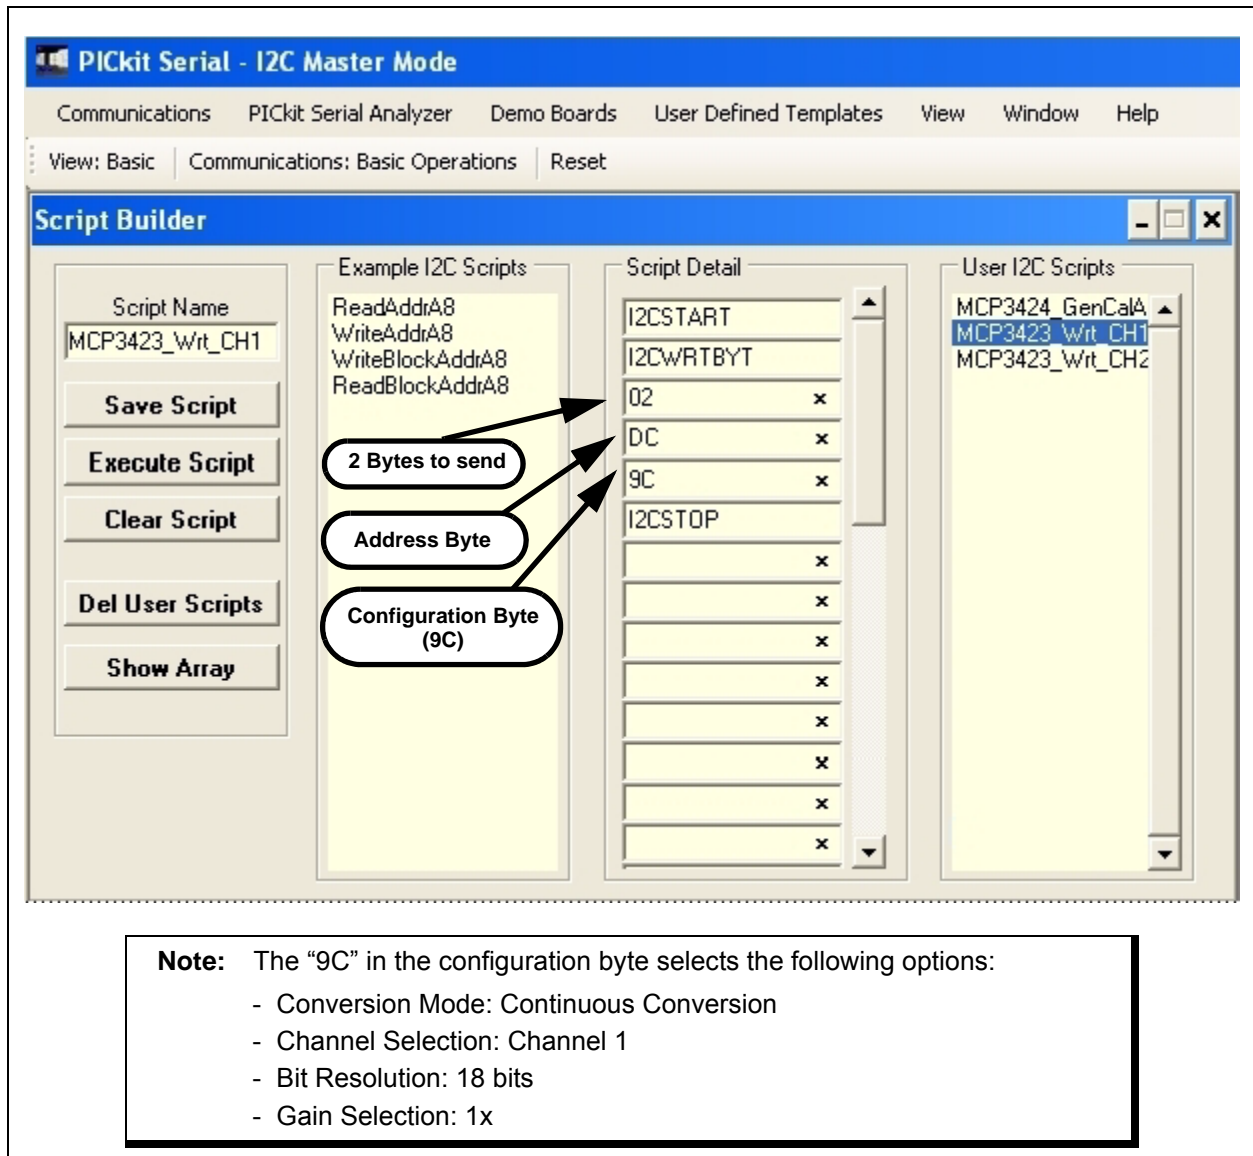 PICkit Serial - I2C Master Mode
Communications PICkit Serial Analyzer Demo Boards User Defined Templates View Window Help
View: Basic Communications: Basic Operations Reset
Script Builder
Script Name
MCP3423_Wrt_CH1
Save Script
Execute Script
Clear Script
Del User Scripts
Show Array
Example I2C Scripts
ReadAddrA8
WriteAddrA8
WriteBlockAddrA8
ReadBlockAddrA8
2 Bytes to send
Address Byte
Configuration Byte
(9C)
Script Detail
I2CSTART
I2CWRTBYT
02
DC
9C
I2CSTOP
User I2C Scripts
MCP3424_GenCalA
MCP3423_Wrt_CH1
MCP3423_Wrt_CH2
Note: The “9C” in the configuration byte selects the following options:
- Conversion Mode: Continuous Conversion
- Channel Selection: Channel 1
- Bit Resolution: 18 bits
- Gain Selection: 1x